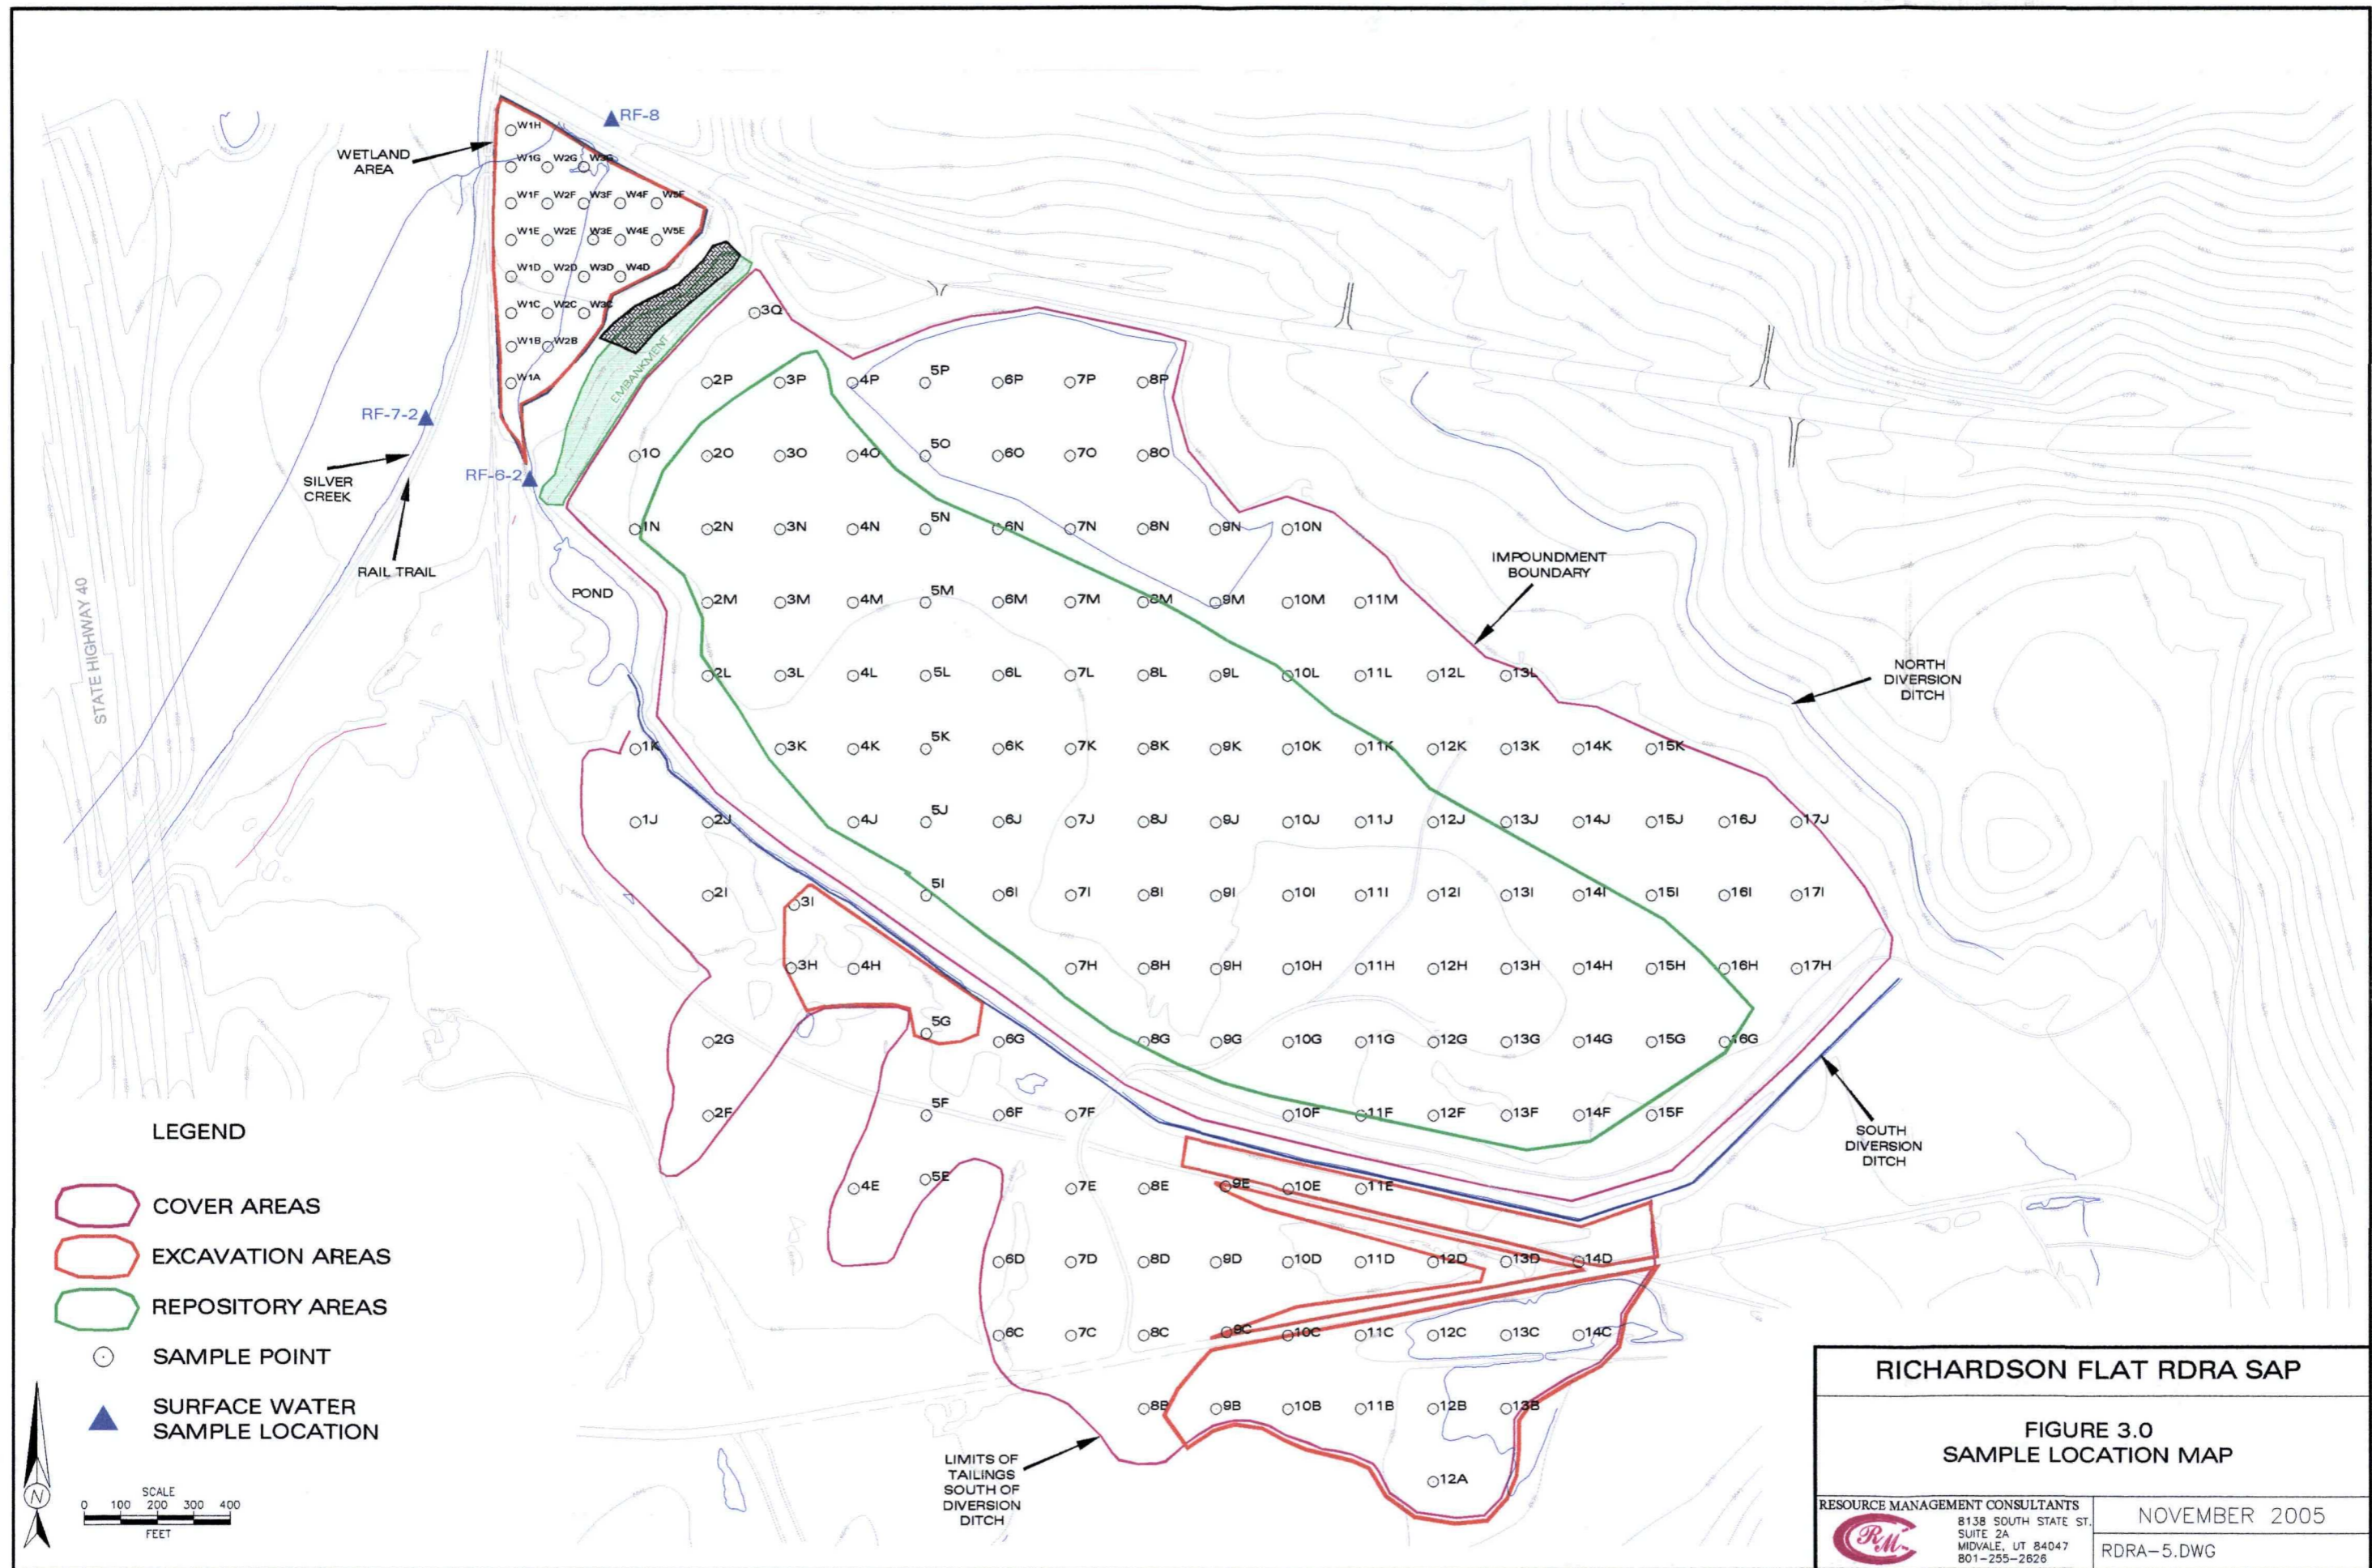 RF-8
WETLAND
AREA
W1H
W1G W2G W3G
W1F W2F W3F W4F W5F
W1E W2E W3E W4E W5E
W1D W2D W3D W4D
W1C W2C W3C
W1B W2B
W1A
EMBANKMENT
RF-7-2
RF-6-2
SILVER
CREEK
RAIL TRAIL
POND
STATE HIGHWAY 40
3Q
2P 3P 4P 5P 6P 7P 8P
1O 2O 3O 4O 5O 6O 7O 8O
1N 2N 3N 4N 5N 6N 7N 8N 9N 10N
IMPOUNDMENT
BOUNDARY
2M 3M 4M 5M 6M 7M 8M 9M 10M 11M
2L 3L 4L 5L 6L 7L 8L 9L 10L 11L 12L 13L
NORTH
DIVERSION
DITCH
1K 3K 4K 5K 6K 7K 8K 9K 10K 11K 12K 13K 14K 15K
1J 2J 4J 5J 6J 7J 8J 9J 10J 11J 12J 13J 14J 15J 16J 17J
2I 3I 5I 6I 7I 8I 9I 10I 11I 12I 13I 14I 15I 16I 17I
3H 4H 7H 8H 9H 10H 11H 12H 13H 14H 15H 16H 17H
2G 5G 6G 8G 9G 10G 11G 12G 13G 14G 15G 16G
2F 5F 6F 7F 10F 11F 12F 13F 14F 15F
SOUTH
DIVERSION
DITCH
4E 5E 7E 8E 9E 10E 11E
6D 7D 8D 9D 10D 11D 12D 13D 14D
6C 7C 8C 9C 10C 11C 12C 13C 14C
8B 9B 10B 11B 12B 13B
12A
LIMITS OF
TAILINGS
SOUTH OF
DIVERSION
DITCH
LEGEND
COVER AREAS
EXCAVATION AREAS
REPOSITORY AREAS
SAMPLE POINT
SURFACE WATER
SAMPLE LOCATION
N
SCALE
0 100 200 300 400
FEET
RICHARDSON FLAT RDRA SAP
FIGURE 3.0
SAMPLE LOCATION MAP
RESOURCE MANAGEMENT CONSULTANTS
RMC
8138 SOUTH STATE ST.
SUITE 2A
MIDVALE, UT 84047
801-255-2626
NOVEMBER 2005
RDRA-5.DWG